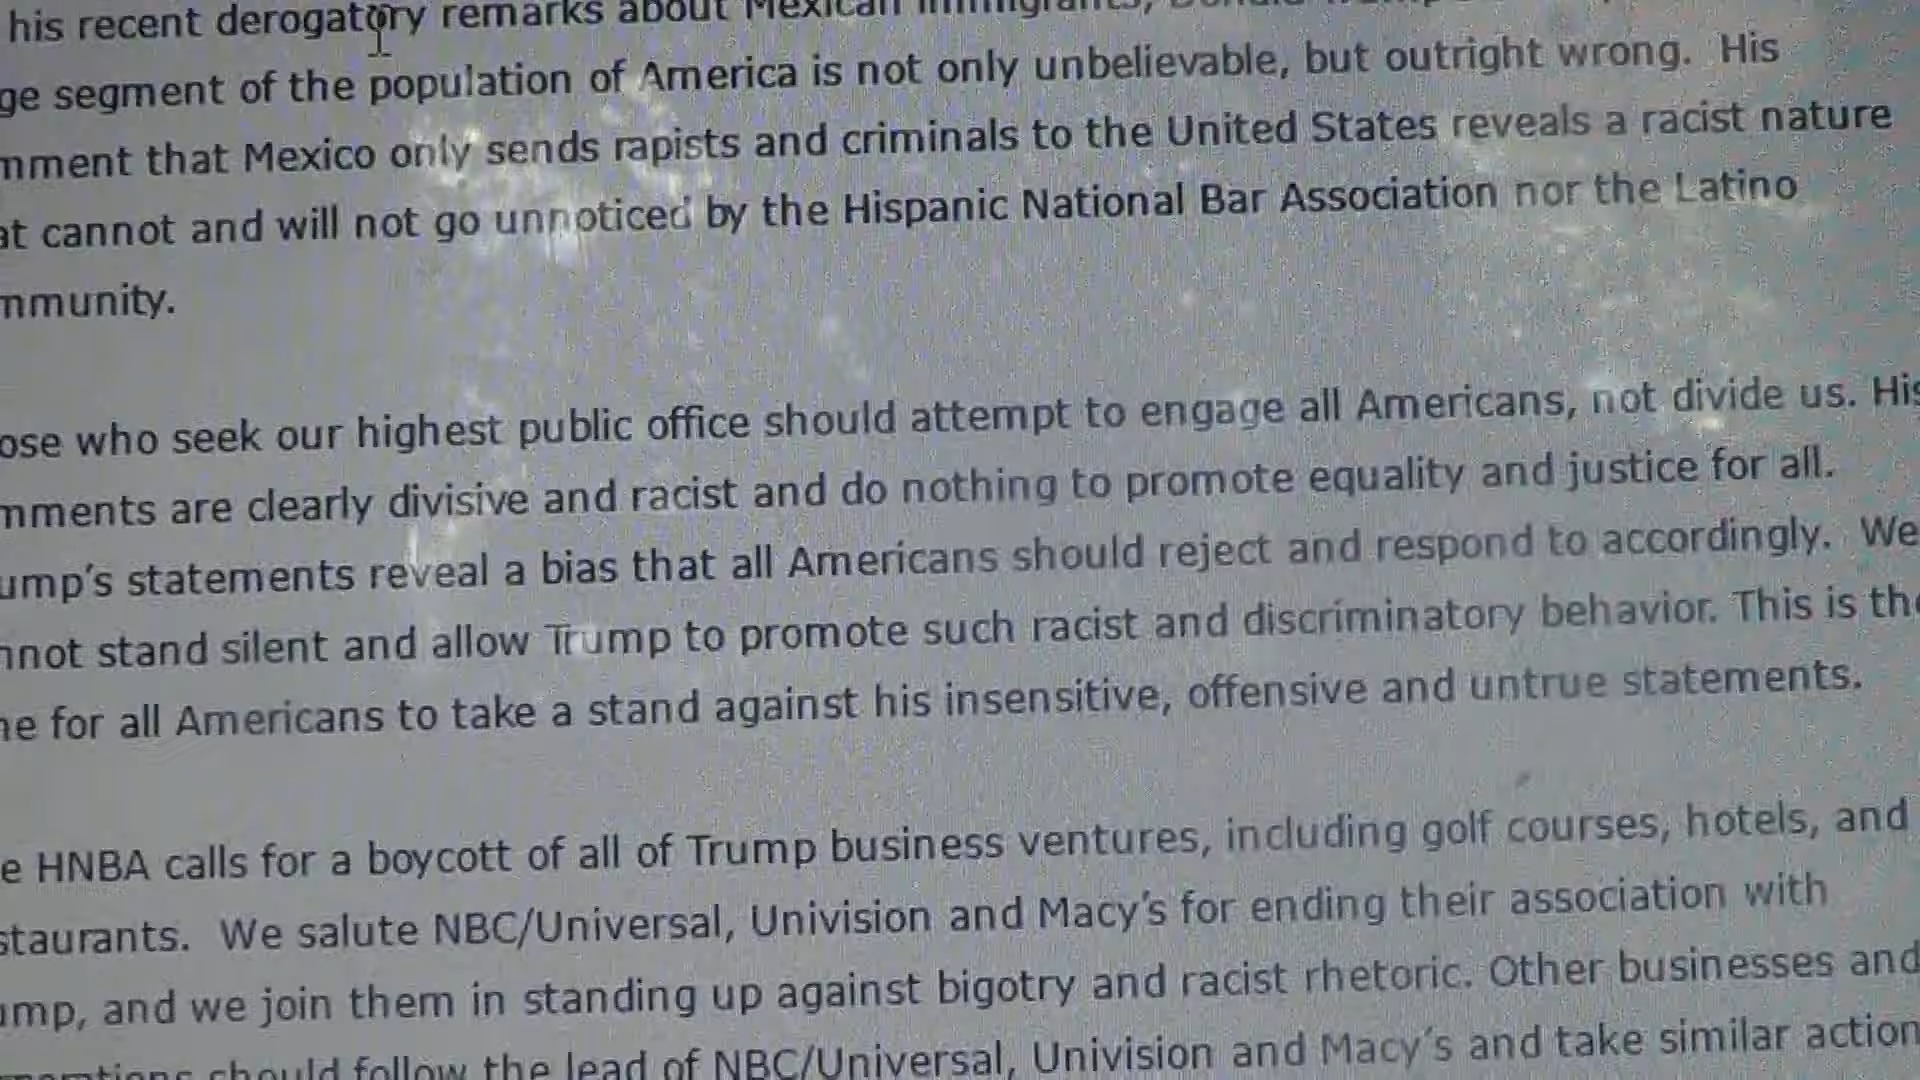 his recent derogatory remarks about Mexican immigrants,
ge segment of the population of America is not only unbelievable, but outright wrong. His
nment that Mexico only sends rapists and criminals to the United States reveals a racist nature
at cannot and will not go unnoticed by the Hispanic National Bar Association nor the Latino
nmunity.
ose who seek our highest public office should attempt to engage all Americans, not divide us. His
nments are clearly divisive and racist and do nothing to promote equality and justice for all.
ump's statements reveal a bias that all Americans should reject and respond to accordingly. We
nnot stand silent and allow Trump to promote such racist and discriminatory behavior. This is the
ne for all Americans to take a stand against his insensitive, offensive and untrue statements.
e HNBA calls for a boycott of all of Trump business ventures, including golf courses, hotels, and
staurants. We salute NBC/Universal, Univision and Macy's for ending their association with
ump, and we join them in standing up against bigotry and racist rhetoric. Other businesses and
should follow the lead of NBC/Universal, Univision and Macy's and take similar action